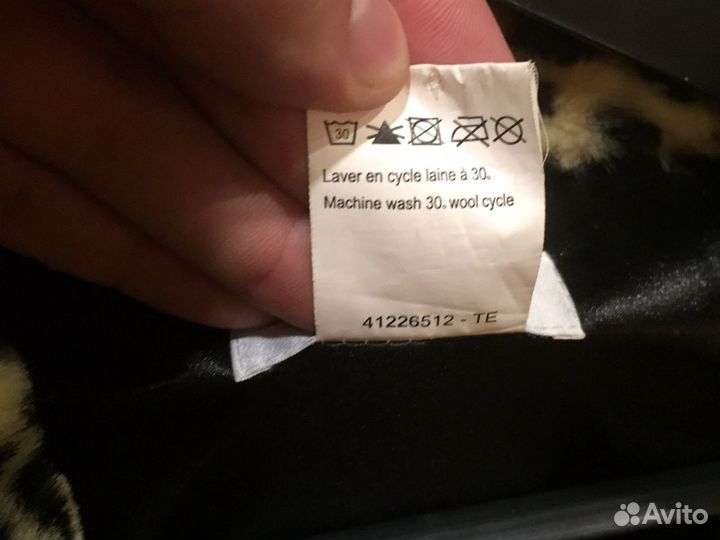 30
Laver en cycle laine à 30.
Machine wash 30. wool cycle
41226512 - TE
Avito